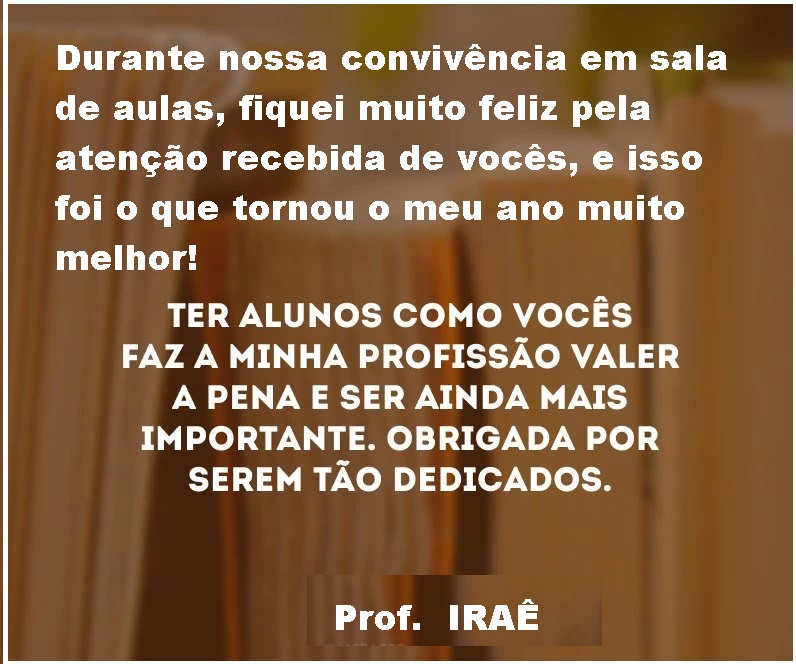 Durante nossa convivência em sala
de aulas, fiquei muito feliz pela
atenção recebida de vocês, e isso
foi o que tornou o meu ano muito
melhor!
TER ALUNOS COMO VOCÊS
FAZ A MINHA PROFISSÃO VALER
A PENA E SER AINDA MAIS
IMPORTANTE. OBRIGADA POR
SEREM TÃO DEDICADOS.
Prof. IRAÊ